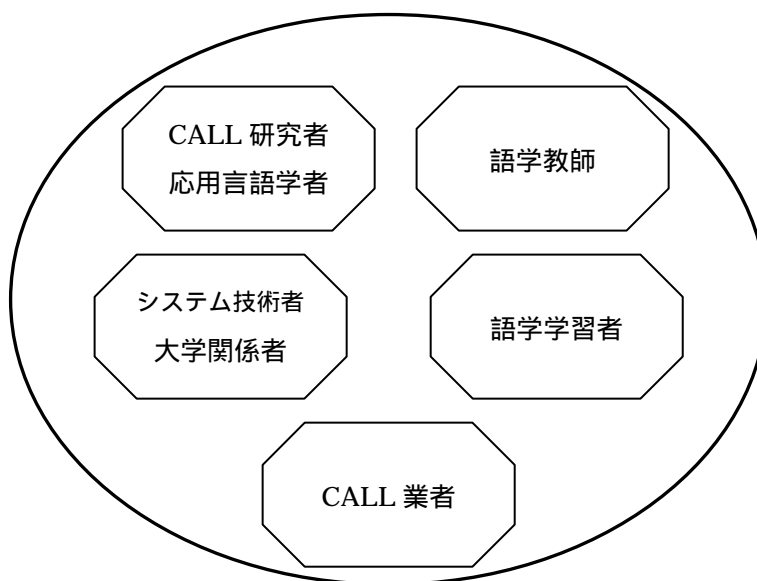 CALL 研究者
応用言語学者
語学教師
システム技術者
大学関係者
語学学習者
CALL 業者